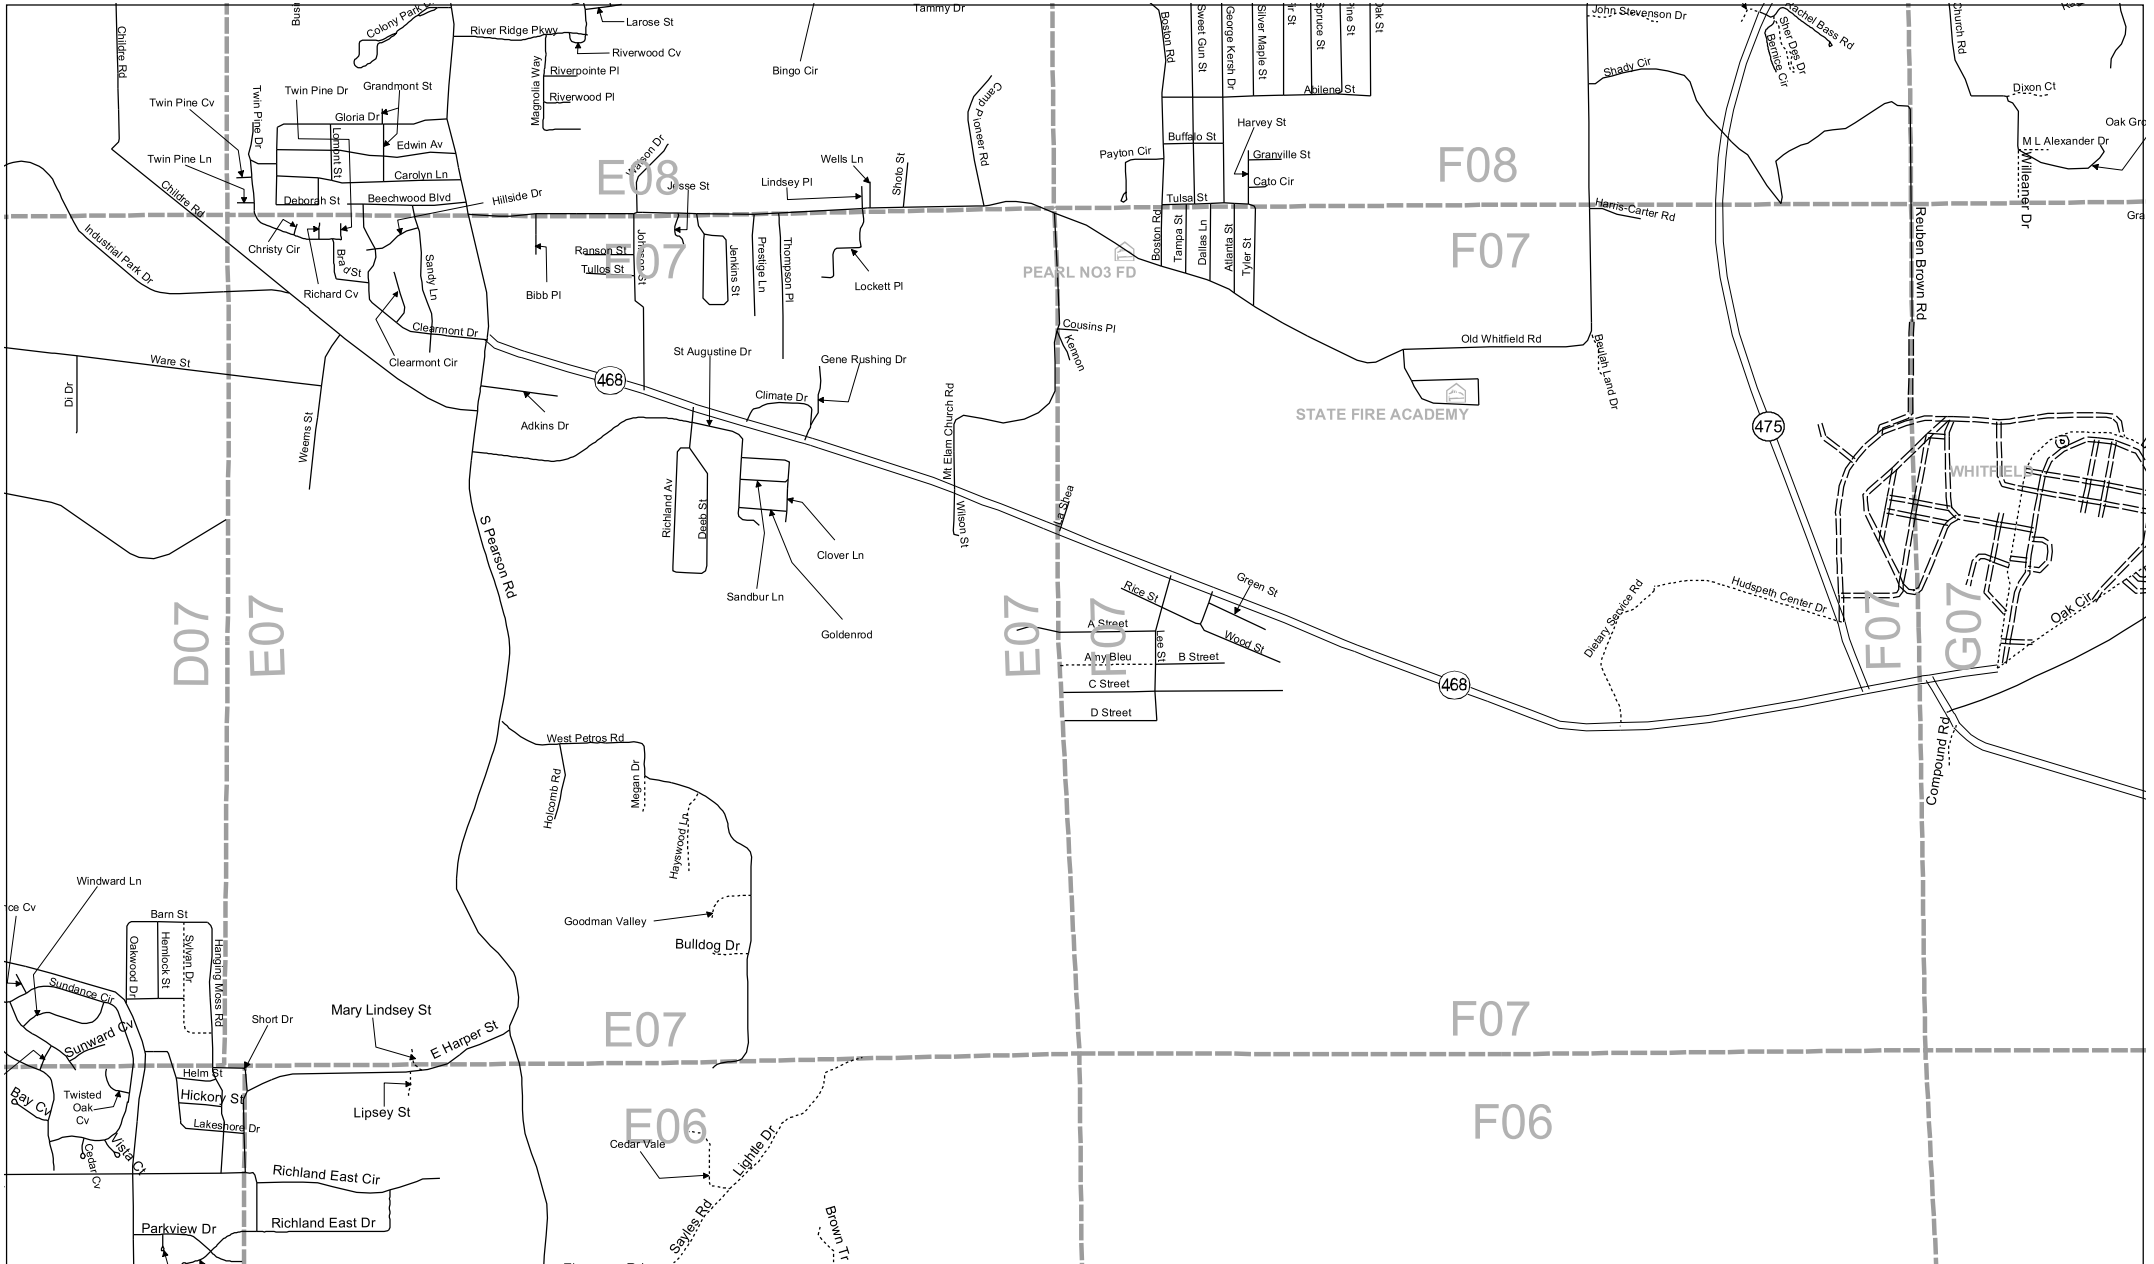 Colony Park
Larose St
Tammy Dr
John Stevenson Dr
Rachel Bass Rd
Church Rd
Childre Rd
River Ridge Pkwy
Riverwood Cv
Boston Rd
Sweet Gun St
George Kersh Dr
Silver Maple St
Spruce St
Sher Des Dr
Bernice Cir
Magnolia Way
Riverpointe Pl
Bingo Cir
Shady Cir
Grandmont St
Twin Pine Dr
Twin Pine Cv
Twin Pine Dr
Riverwood Pl
Camp Pioneer Rd
Abilene St
Dixon Ct
Gloria Dr
Lomont St
Edwin Av
Harvey St
Buffalo St
M L Alexander Dr
Twin Pine Ln
Carolyn Ln
Wells Ln
Shoto St
Payton Cir
Granville St
E08
F08
Willeaner Dr
Childre Rd
Deborah St
Beechwood Blvd
Hillside Dr
Jesse St
Lindsey Pl
Cato Cir
Tulsa St
Harris-Carter Rd
Reuben Brown Rd
Industrial Park Dr
Christy Cir
Sandy Ln
Ranson St
E07
Johnson St
Jenkins St
Prestige Ln
Thompson Pl
Boston Rd
Tampa St
Dallas Ln
Atlanta St
Tyler St
F07
Tullos St
PEARL NO3 FD
Richard Cv
Bibb Pl
Lockett Pl
Clearmont Dr
Cousins Pl
Kennon
Old Whitfield Rd
Beulah Land Dr
Ware St
Clearmont Cir
St Augustine Dr
Gene Rushing Dr
468
Di Dr
Climate Dr
STATE FIRE ACADEMY
475
Weems St
Adkins Dr
Mt Elam Church Rd
WHITFIELD
Richland Av
Deeb St
La Shea
Wilson St
S Pearson Rd
Clover Ln
Sandbur Ln
Rice St
Green St
Hudspeth Center Dr
Dietary Service Rd
Oak Cir
D07
E07
Goldenrod
E07
F07
A Street
Lee St
Wood St
F07
G07
Amy Bleu
B Street
C Street
468
D Street
West Petros Rd
Compound Rd
Holcomb Rd
Megan Dr
Hayswood Ln
Windward Ln
Barn St
Goodman Valley
Bulldog Dr
Oakwood Dr
Hemlock St
Sylvan Dr
Hanging Moss Rd
Sundance Cir
Mary Lindsey St
Short Dr
E07
F07
Sunward Cv
E Harper St
Helm St
Bay Cv
Twisted
Oak
Cv
Hickory St
Lipsey St
Lakeshore Dr
E06
F06
Cedar Vale
Lightle Dr
Vista Ct
Cedar Cv
Richland East Cir
Sayles Rd
Brown Tr
Parkview Dr
Richland East Dr